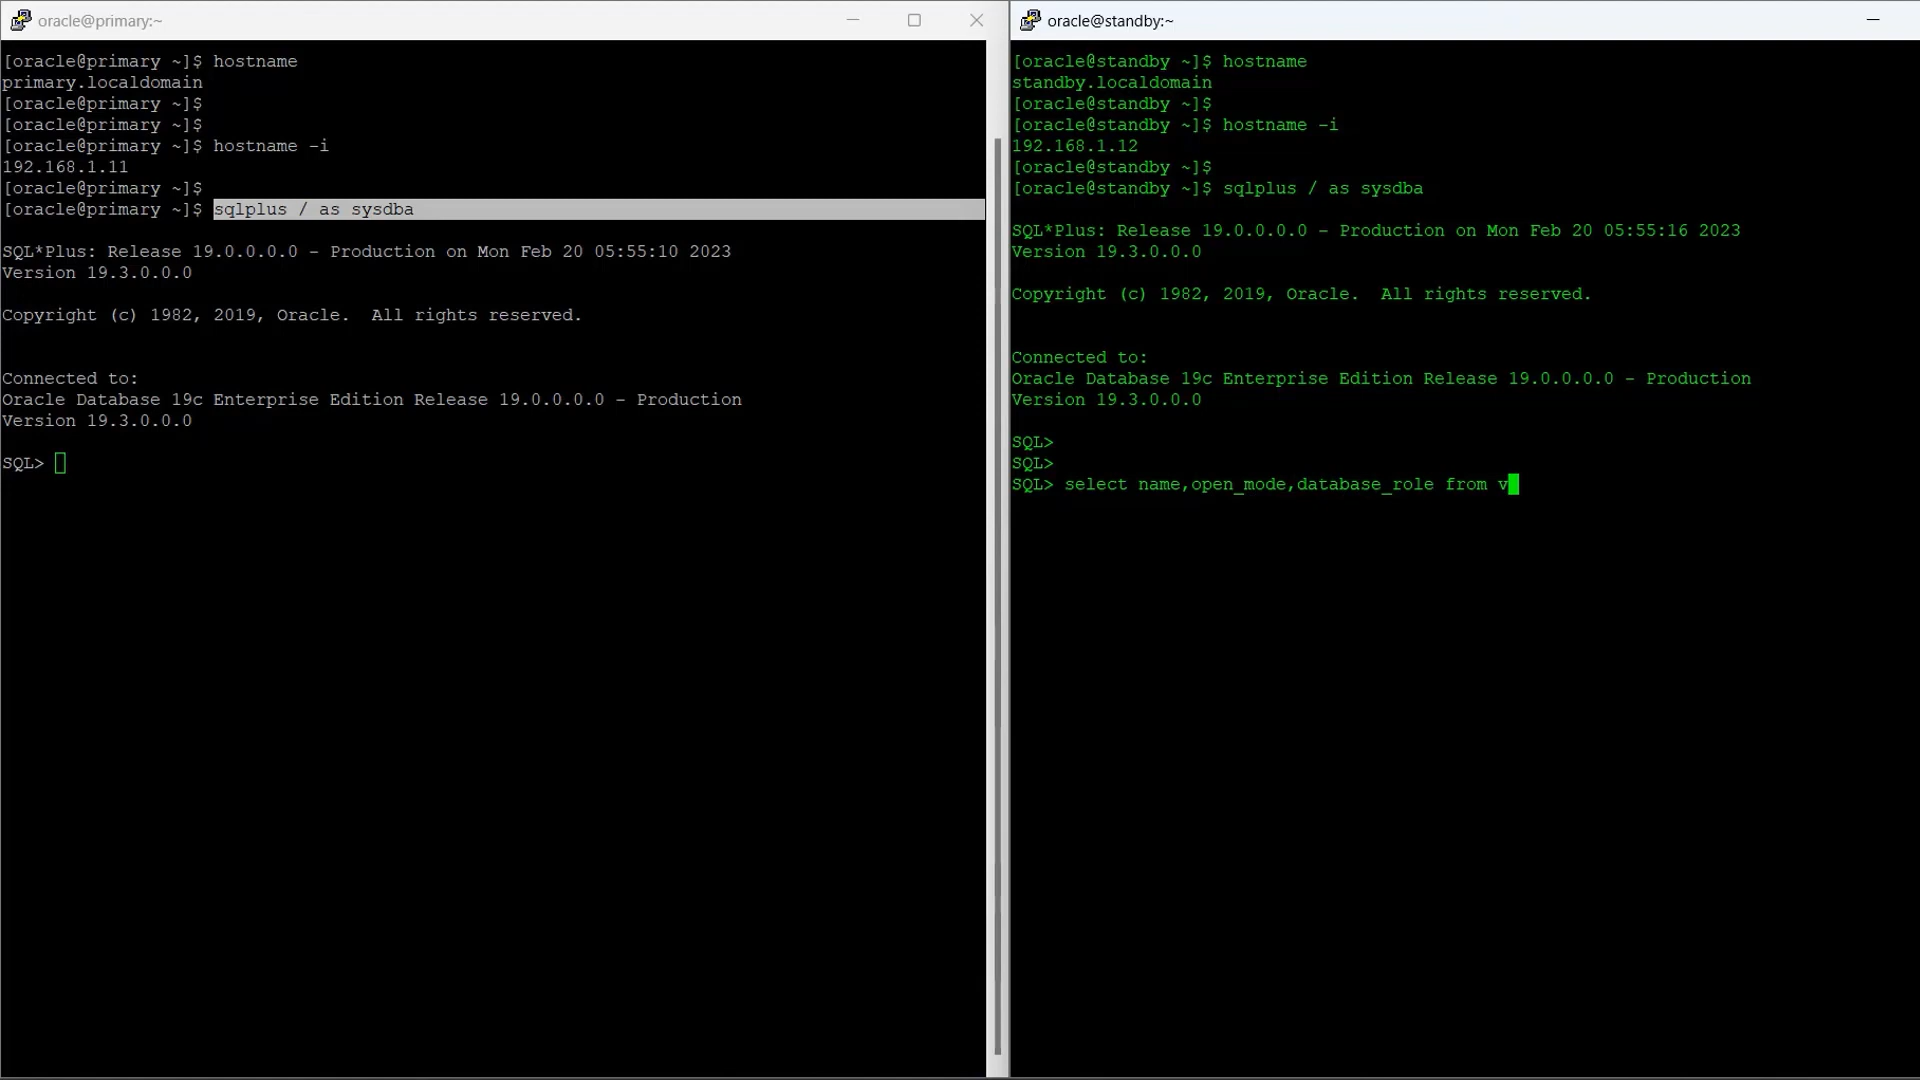 oracle@primary:~
[oracle@primary ~]$ hostname
primary.localdomain
[oracle@primary ~]$
[oracle@primary ~]$
[oracle@primary ~]$ hostname -i
192.168.1.11
[oracle@primary ~]$
[oracle@primary ~]$ sqlplus / as sysdba
SQL*Plus: Release 19.0.0.0.0 - Production on Mon Feb 20 05:55:10 2023
Version 19.3.0.0.0
Copyright (c) 1982, 2019, Oracle.  All rights reserved.
Connected to:
Oracle Database 19c Enterprise Edition Release 19.0.0.0.0 - Production
Version 19.3.0.0.0
SQL>
oracle@standby:~
[oracle@standby ~]$ hostname
standby.localdomain
[oracle@standby ~]$
[oracle@standby ~]$ hostname -i
192.168.1.12
[oracle@standby ~]$
[oracle@standby ~]$ sqlplus / as sysdba
SQL*Plus: Release 19.0.0.0.0 - Production on Mon Feb 20 05:55:16 2023
Version 19.3.0.0.0
Copyright (c) 1982, 2019, Oracle.  All rights reserved.
Connected to:
Oracle Database 19c Enterprise Edition Release 19.0.0.0.0 - Production
Version 19.3.0.0.0
SQL>
SQL>
SQL> select name,open_mode,database_role from v